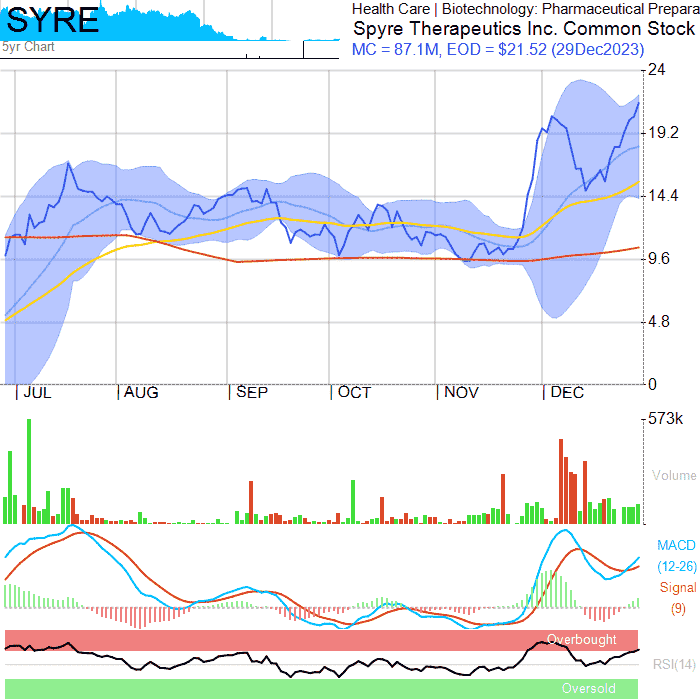 SYRE
5yr Chart
Health Care | Biotechnology: Pharmaceutical Prepara
Spyre Therapeutics Inc. Common Stock
MC = 87.1M, EOD = $21.52 (29Dec2023)
24
19.2
14.4
9.6
4.8
0
JUL AUG SEP OCT NOV DEC
573k
Volume
MACD
(12-26)
Signal
(9)
Overbought
RSI(14)
Oversold